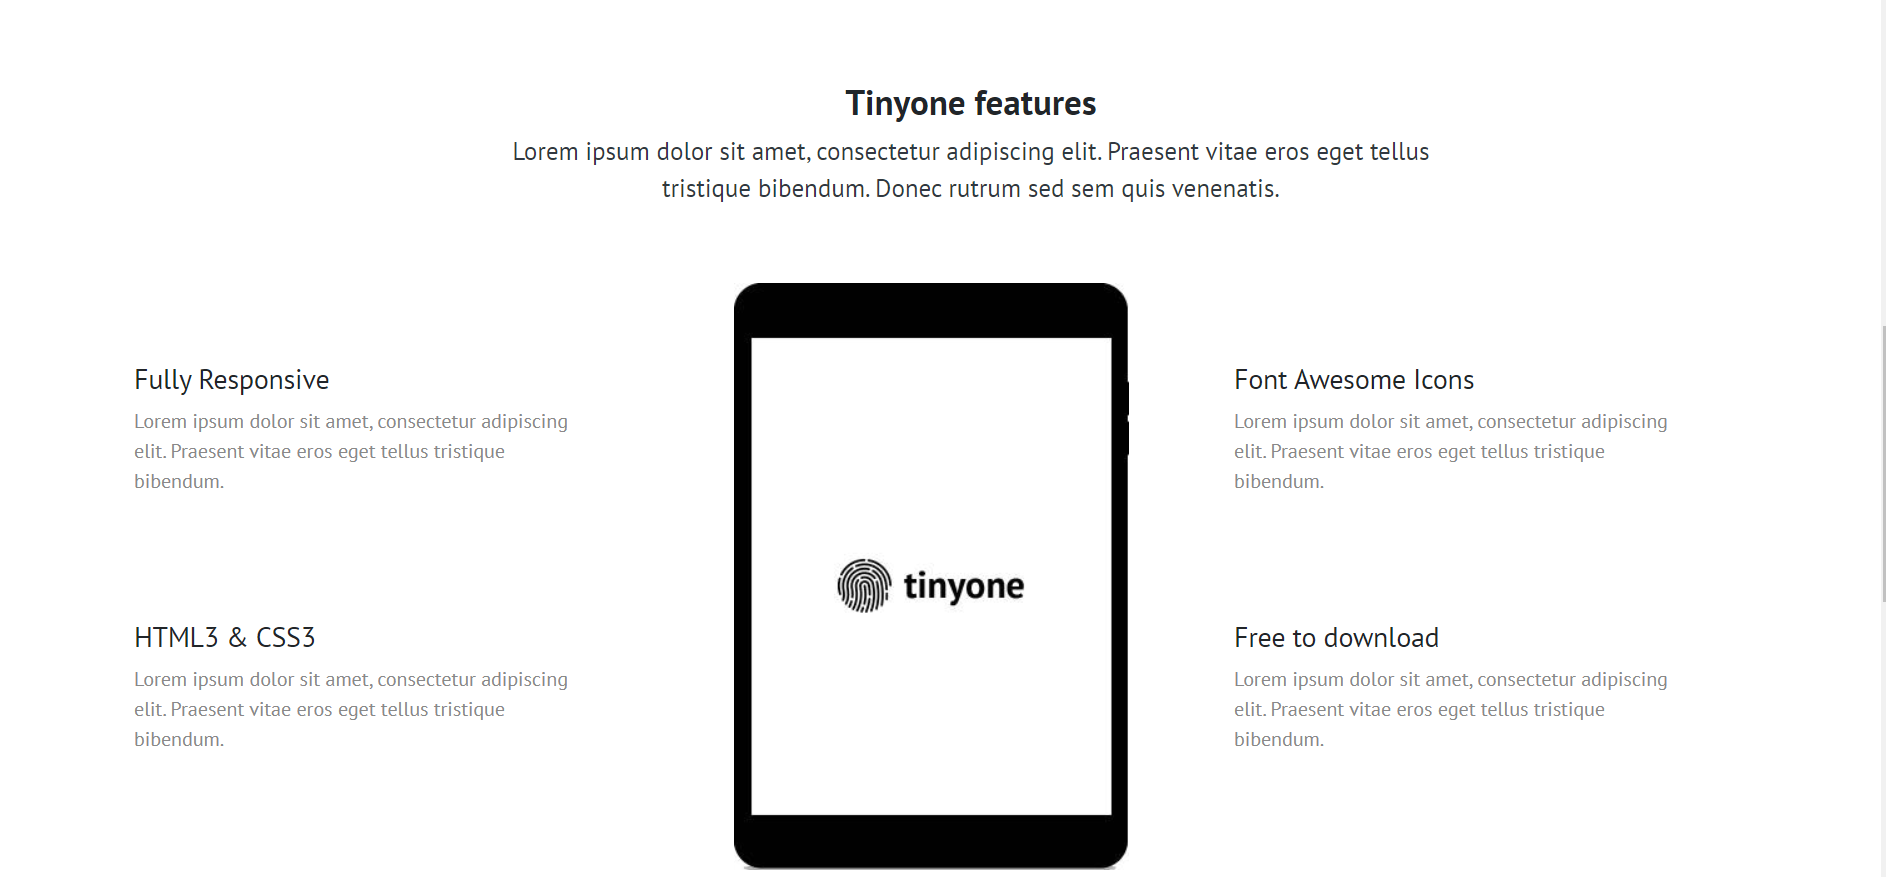 Tinyone features
Lorem ipsum dolor sit amet, consectetur adipiscing elit. Praesent vitae eros eget tellus
tristique bibendum. Donec rutrum sed sem quis venenatis.
Fully Responsive
Lorem ipsum dolor sit amet, consectetur adipiscing
elit. Praesent vitae eros eget tellus tristique
bibendum.
HTML3 & CSS3
Lorem ipsum dolor sit amet, consectetur adipiscing
elit. Praesent vitae eros eget tellus tristique
bibendum.
tinyone
Font Awesome Icons
Lorem ipsum dolor sit amet, consectetur adipiscing
elit. Praesent vitae eros eget tellus tristique
bibendum.
Free to download
Lorem ipsum dolor sit amet, consectetur adipiscing
elit. Praesent vitae eros eget tellus tristique
bibendum.